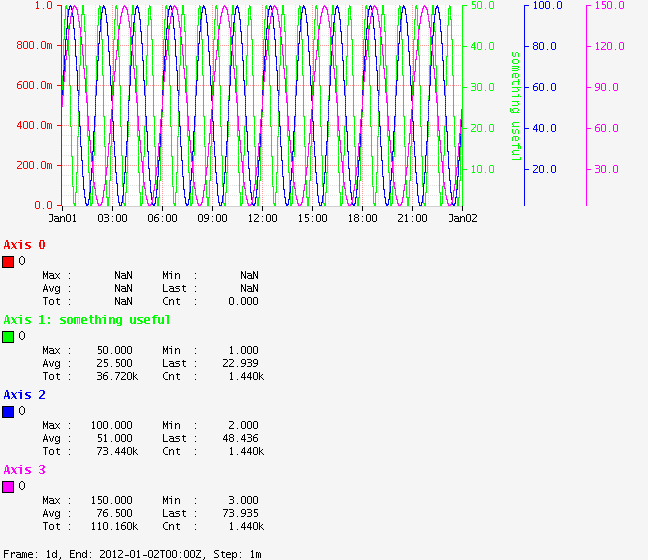 1.0
800.0m
600.0m
400.0m
200.0m
0.0
50.0
40.0
30.0
20.0
10.0
something useful
100.0
80.0
60.0
40.0
20.0
150.0
120.0
90.0
60.0
30.0
Jan01 03:00 06:00 09:00 12:00 15:00 18:00 21:00 Jan02
Axis 0
0
Max : NaN Min : NaN
Avg : NaN Last : NaN
Tot : NaN Cnt : 0.000
Axis 1: something useful
0
Max : 50.000 Min : 1.000
Avg : 25.500 Last : 22.939
Tot : 36.720k Cnt : 1.440k
Axis 2
0
Max : 100.000 Min : 2.000
Avg : 51.000 Last : 48.436
Tot : 73.440k Cnt : 1.440k
Axis 3
0
Max : 150.000 Min : 3.000
Avg : 76.500 Last : 73.935
Tot : 110.160k Cnt : 1.440k
Frame: 1d, End: 2012-01-02T00:00Z, Step: 1m